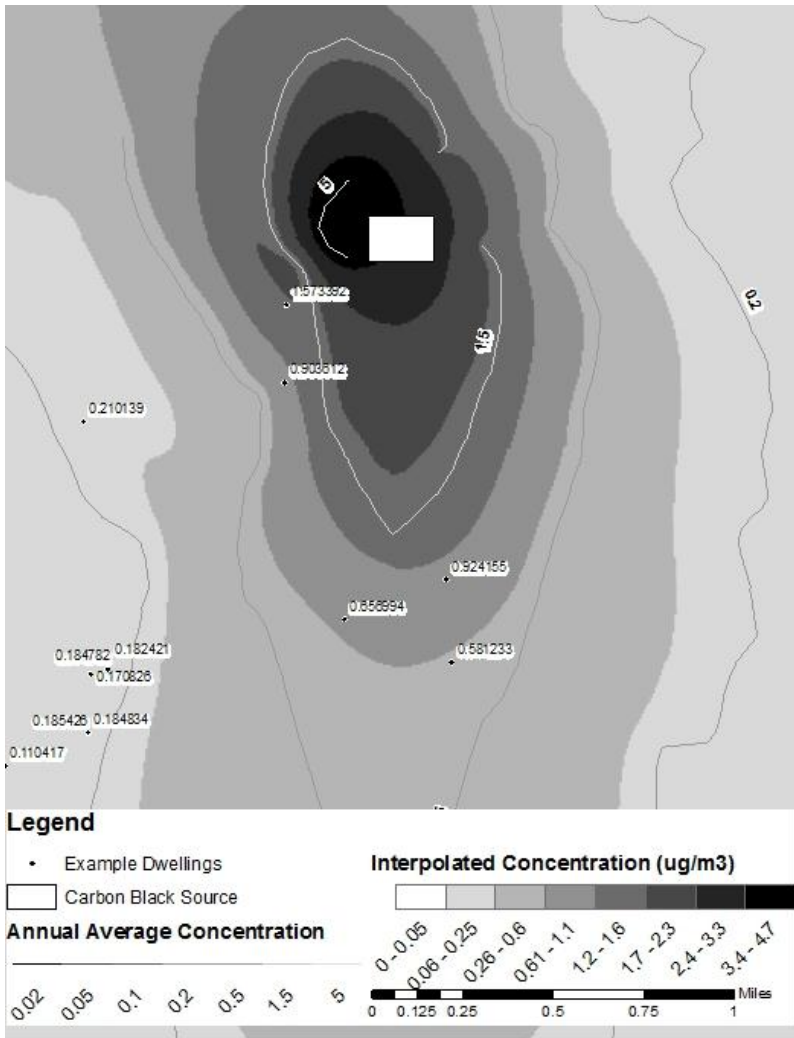 5
0.2
1.573392
1.5
0.903612
0.210139
0.924155
0.656994
0.581233
0.182421
0.184782
0.170826
0.185426 0.184834
0.110417
Legend
Example Dwellings
Carbon Black Source
Annual Average Concentration
0.02 0.05 0.1 0.2 0.5 1.5 5
Interpolated Concentration (ug/m3)
0 - 0.05 0.06 - 0.25 0.26 - 0.6 0.61 - 1.1 1.2 - 1.6 1.7 - 2.3 2.4 - 3.3 3.4 - 4.7
Miles
0 0.125 0.25 0.5 0.75 1